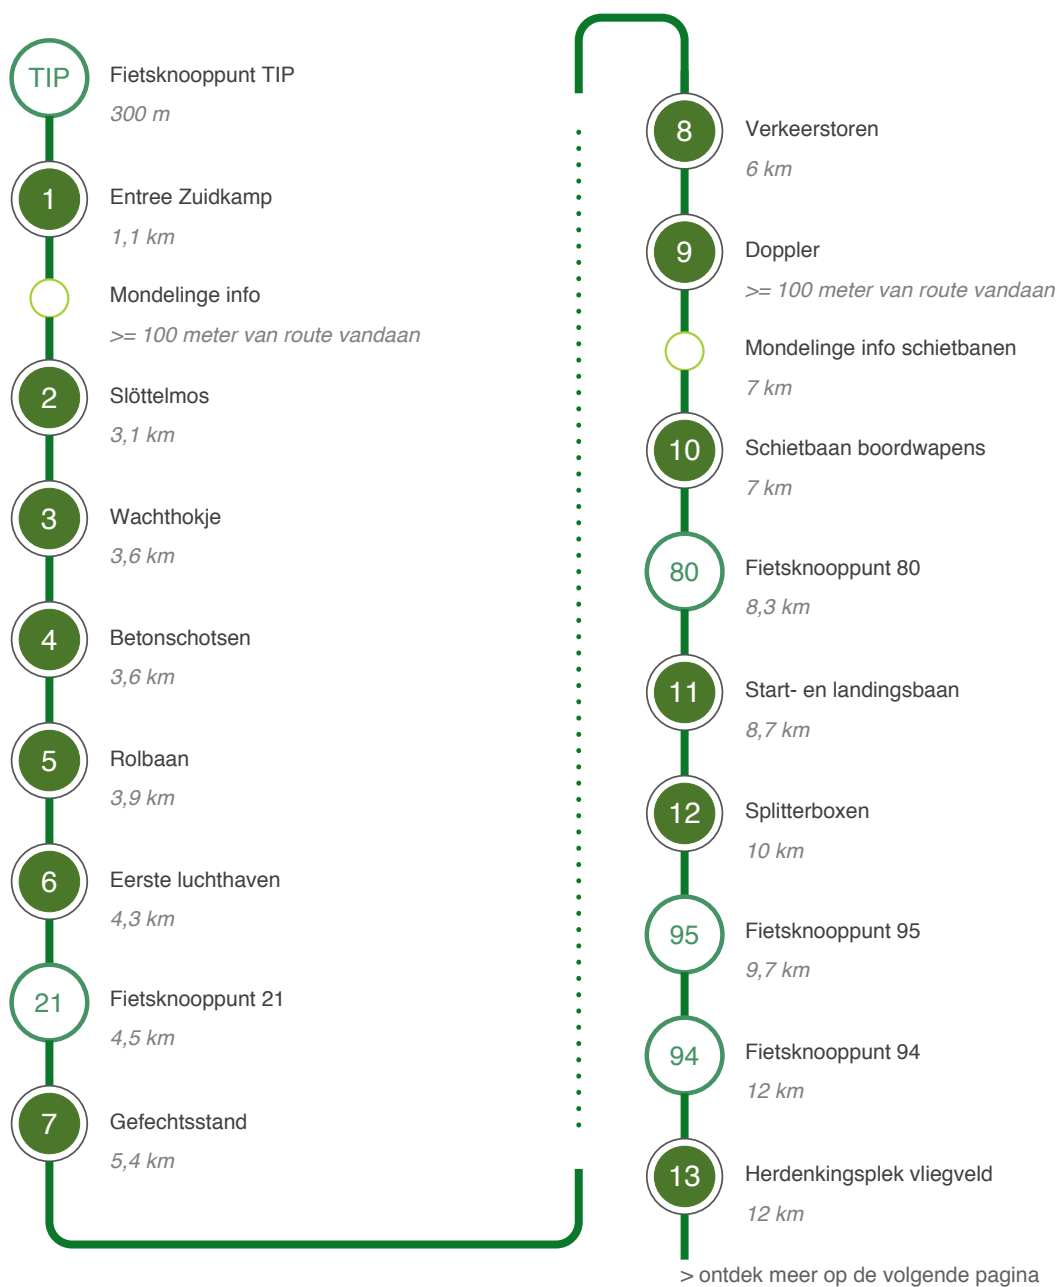 TIP
Fietsknooppunt TIP
300 m
1
Entree Zuidkamp
1,1 km
Mondelinge info
>= 100 meter van route vandaan
2
Slöttelmos
3,1 km
3
Wachthokje
3,6 km
4
Betonschotsen
3,6 km
5
Rolbaan
3,9 km
6
Eerste luchthaven
4,3 km
21
Fietsknooppunt 21
4,5 km
7
Gefechtsstand
5,4 km
8
Verkeerstoren
6 km
9
Doppler
>= 100 meter van route vandaan
Mondelinge info schietbanen
7 km
10
Schietbaan boordwapens
7 km
80
Fietsknooppunt 80
8,3 km
11
Start- en landingsbaan
8,7 km
12
Splitterboxen
10 km
95
Fietsknooppunt 95
9,7 km
94
Fietsknooppunt 94
12 km
13
Herdenkingsplek vliegveld
12 km
> ontdek meer op de volgende pagina